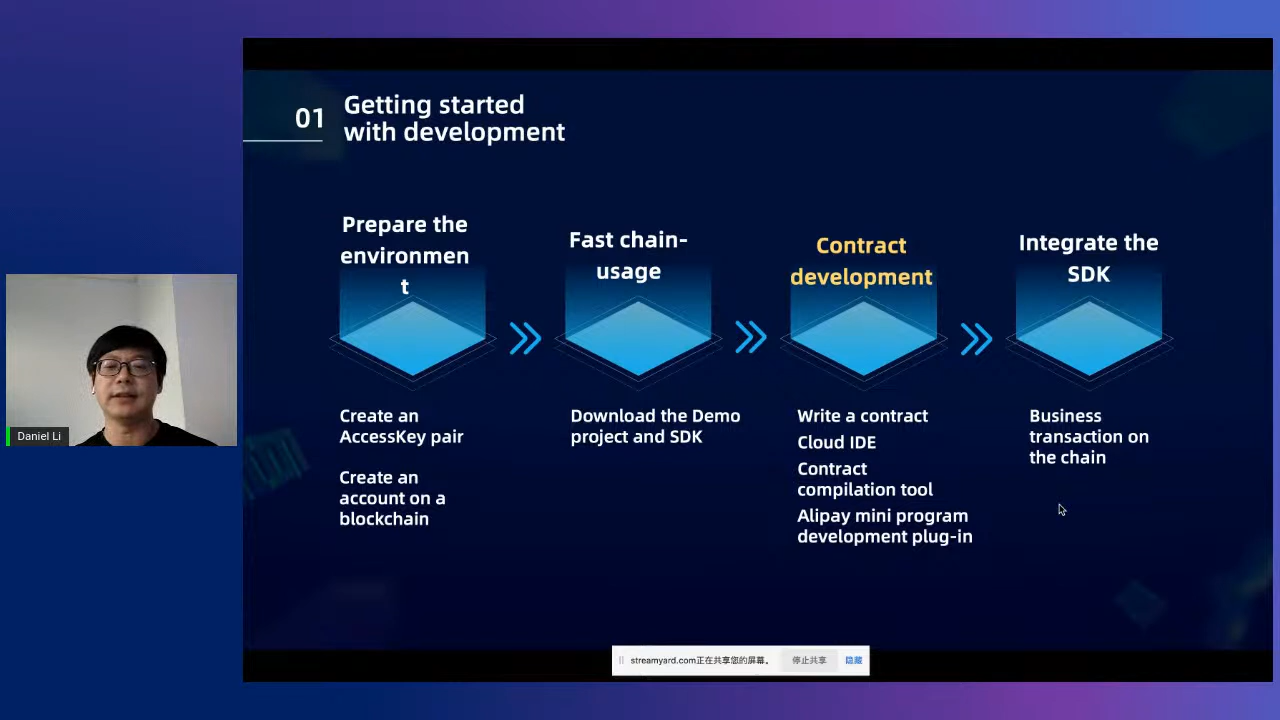 01
Getting started
with development
Prepare the
environmen
t
Fast chain-
usage
Contract
development
Integrate the
SDK
Create an
AccessKey pair
Create an
account on a
blockchain
Download the Demo
project and SDK
Write a contract
Cloud IDE
Contract
compilation tool
Alipay mini program
development plug-in
Business
transaction on
the chain
Daniel Li
streamyard.com正在共享您的屏幕。 停止共享 隐藏